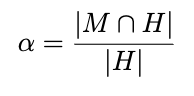 α = |M ∩ H| / |H|